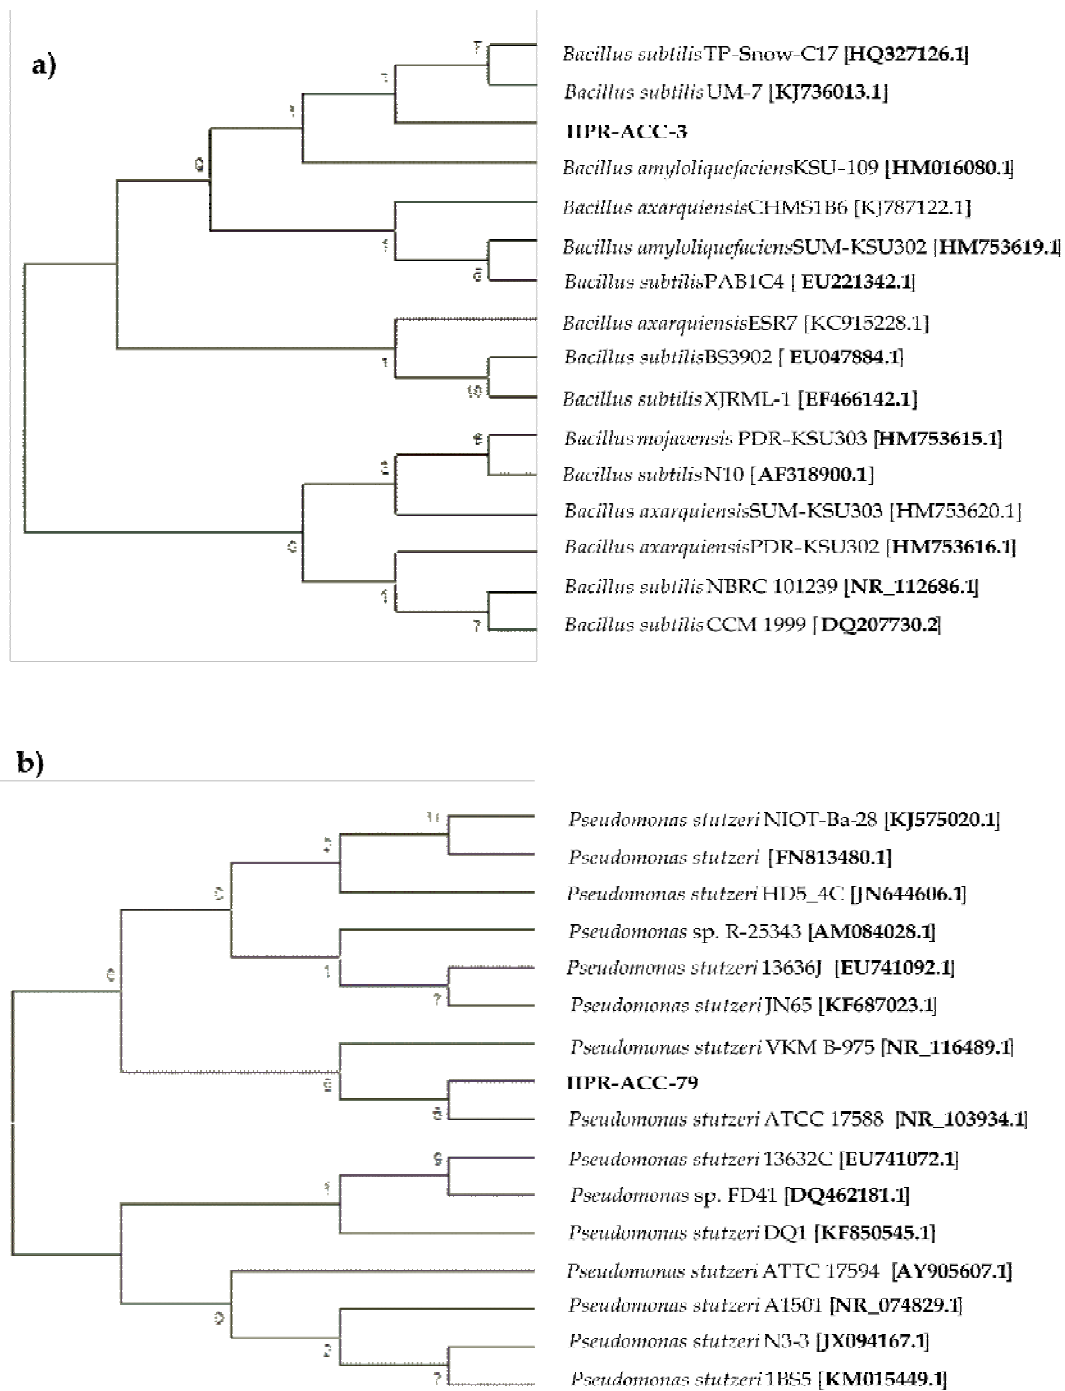 a)
Bacillus subtilis TP-Snow-C17 [HQ327126.1]
Bacillus subtilis UM-7 [KJ736013.1]
IIPR-ACC-3
Bacillus amyloliquefaciens KSU-109 [HM016080.1]
Bacillus axarquiensis CHMS1B6 [KJ787122.1]
Bacillus amyloliquefaciens SUM-KSU302 [HM753619.1]
Bacillus subtilis PAB1C4 [ EU221342.1]
Bacillus axarquiensis ESR7 [KC915228.1]
Bacillus subtilis BS3902 [ EU047884.1]
Bacillus subtilis XJRML-1 [EF466142.1]
Bacillus mojavensis PDR-KSU303 [HM753615.1]
Bacillus subtilis N10 [AF318900.1]
Bacillus axarquiensis SUM-KSU303 [HM753620.1]
Bacillus axarquiensis PDR-KSU302 [HM753616.1]
Bacillus subtilis NBRC 101239 [NR_112686.1]
Bacillus subtilis CCM 1999 [ DQ207730.2]
b)
Pseudomonas stutzeri NIOT-Ba-28 [KJ575020.1]
Pseudomonas stutzeri [FN813480.1]
Pseudomonas stutzeri HD5_4C [JN644606.1]
Pseudomonas sp. R-25343 [AM084028.1]
Pseudomonas stutzeri 13636J [EU741092.1]
Pseudomonas stutzeri JN65 [KF687023.1]
Pseudomonas stutzeri VKM B-975 [NR_116489.1]
IIPR-ACC-79
Pseudomonas stutzeri ATCC 17588 [NR_103934.1]
Pseudomonas stutzeri 13632C [EU741072.1]
Pseudomonas sp. FD41 [DQ462181.1]
Pseudomonas stutzeri DQ1 [KF850545.1]
Pseudomonas stutzeri ATTC 17594 [AY905607.1]
Pseudomonas stutzeri A1501 [NR_074829.1]
Pseudomonas stutzeri N3-3 [JX094167.1]
Pseudomonas stutzeri 1BS5 [KM015449.1]